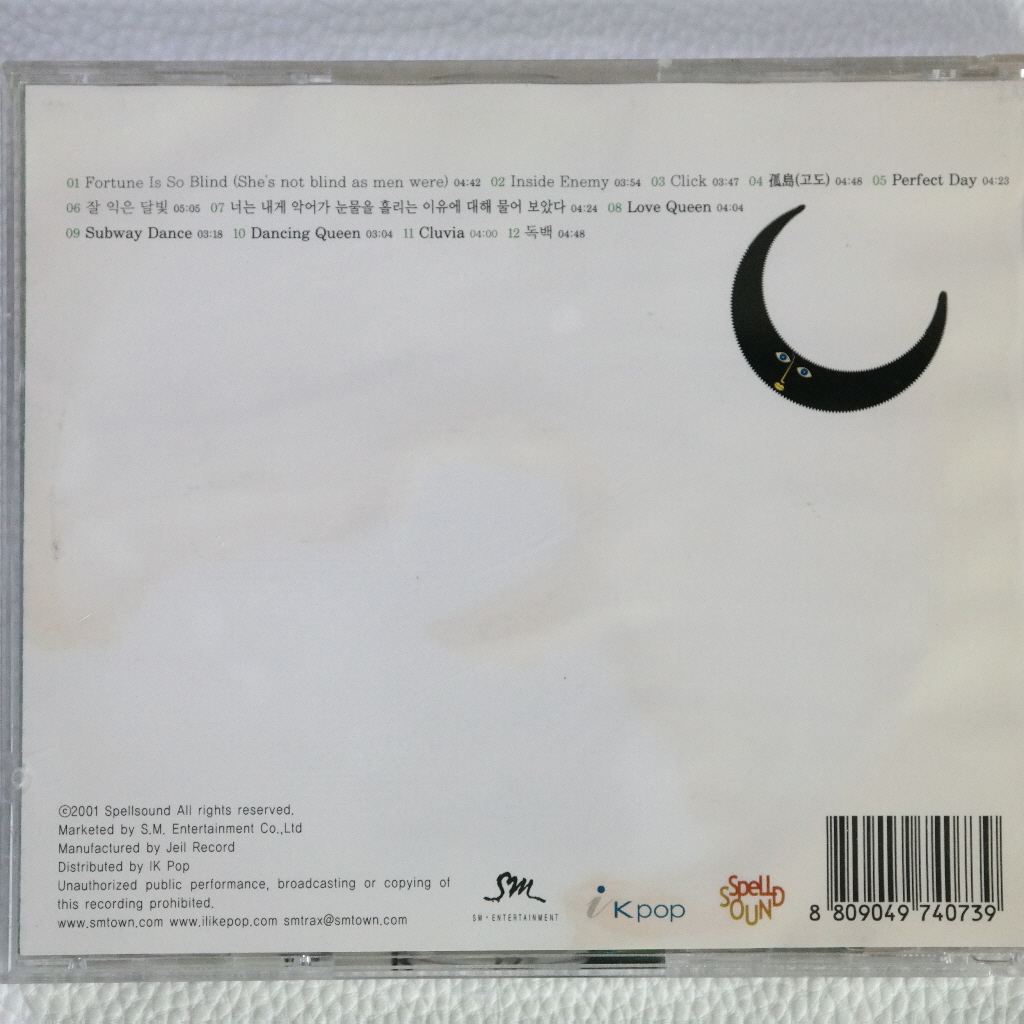 01 Fortune Is So Blind (She's not blind as men were) 04:42 02 Inside Enemy 03:54 03 Click 03:47 04 孤島(고도) 04:48 05 Perfect Day 04:23
06 잘 익은 달빛 05:05 07 너는 내게 악어가 눈물을 흘리는 이유에 대해 물어 보았다 04:24 08 Love Queen 04:04
09 Subway Dance 03:18 10 Dancing Queen 03:04 11 Cluvia 04:00 12 독백 04:48
ⓒ2001 Spellsound All rights reserved.
Marketed by S.M. Entertainment Co.,Ltd
Manufactured by Jeil Record
Distributed by IK Pop
Unauthorized public performance, broadcasting or copying of
this recording prohibited.
www.smtown.com www.ilikepop.com smtrax@smtown.com
SM
SM·ENTERTAINMENT
i Kpop
SpeLL
SOUND
8 809049 740739